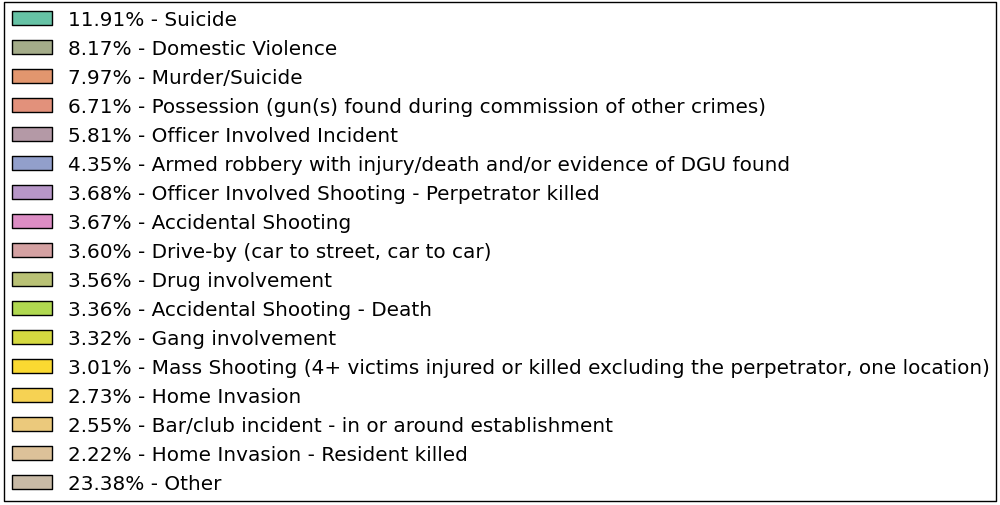 11.91% - Suicide
8.17% - Domestic Violence
7.97% - Murder/Suicide
6.71% - Possession (gun(s) found during commission of other crimes)
5.81% - Officer Involved Incident
4.35% - Armed robbery with injury/death and/or evidence of DGU found
3.68% - Officer Involved Shooting - Perpetrator killed
3.67% - Accidental Shooting
3.60% - Drive-by (car to street, car to car)
3.56% - Drug involvement
3.36% - Accidental Shooting - Death
3.32% - Gang involvement
3.01% - Mass Shooting (4+ victims injured or killed excluding the perpetrator, one location)
2.73% - Home Invasion
2.55% - Bar/club incident - in or around establishment
2.22% - Home Invasion - Resident killed
23.38% - Other